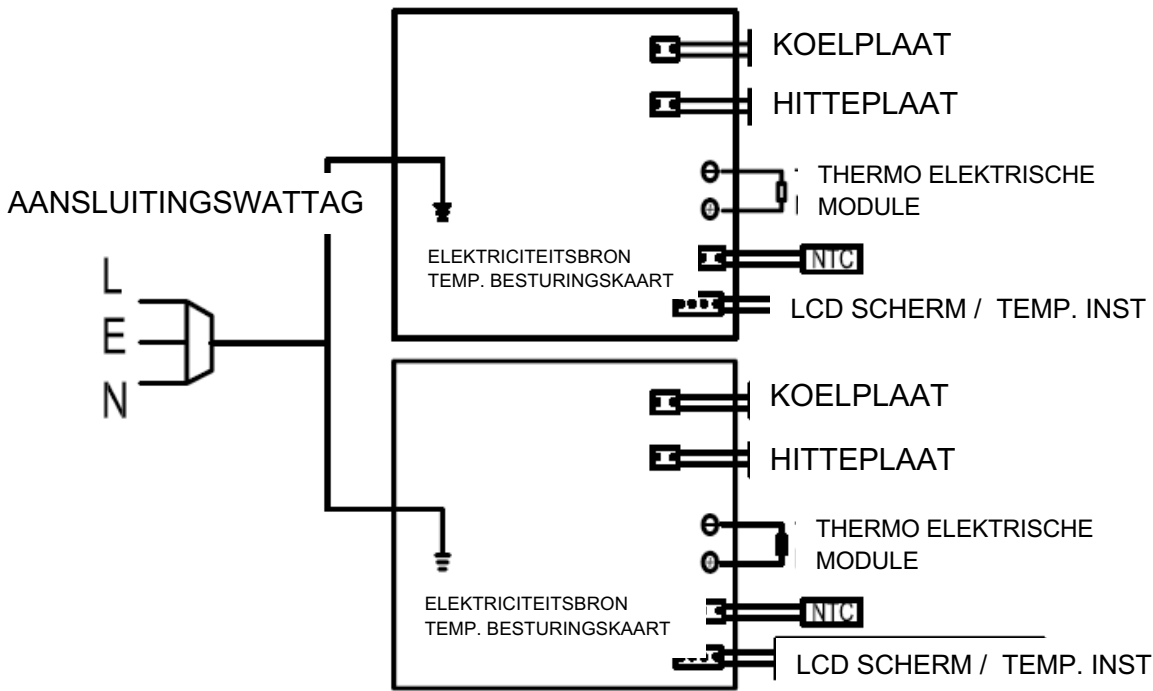 KOELPLAAT
HITTEPLAAT
THERMO ELEKTRISCHE
MODULE
AANSLUITINGSWATTAG
ELEKTRICITEITSBRON
TEMP. BESTURINGSKAART
NTC
LCD SCHERM / TEMP. INST
L
E
N
KOELPLAAT
HITTEPLAAT
THERMO ELEKTRISCHE
MODULE
ELEKTRICITEITSBRON
TEMP. BESTURINGSKAART
NTC
LCD SCHERM / TEMP. INST